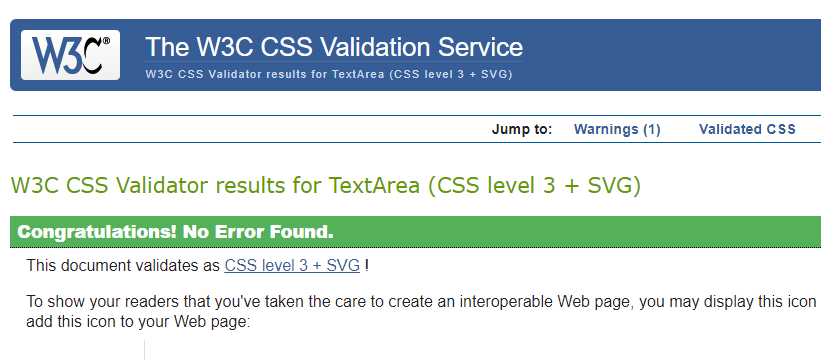 W3C®
The W3C CSS Validation Service
W3C CSS Validator results for TextArea (CSS level 3 + SVG)
Jump to: Warnings (1) Validated CSS
W3C CSS Validator results for TextArea (CSS level 3 + SVG)
Congratulations! No Error Found.
This document validates as CSS level 3 + SVG !
To show your readers that you've taken the care to create an interoperable Web page, you may display this icon
add this icon to your Web page: